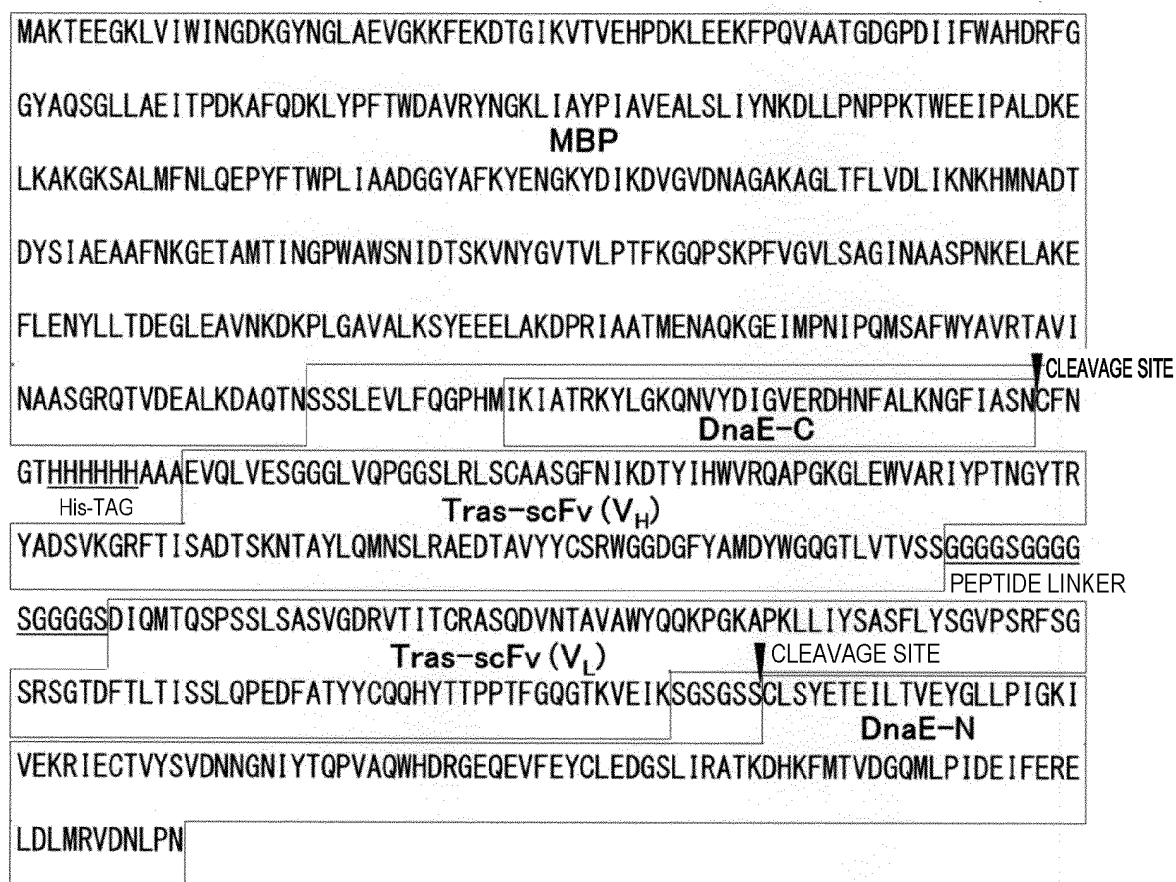 MAKTEEGKLVIWINGDKGYNGLAEVGKKFEKDTGIKVTVEHPDKLEEKFPQVAATGDGPDIIFWAHDRFG
GYAQSGLLAEITPDKAFQDKLYPFTWDAVRYNGKLIAYPIAVEALSLIYNKDLLPNPPKTWEEIPALDKE
MBP
LKAKGKSALMFNLQEPYFTWPLIAADGGYAFKYENGKYDIKDVGVDNAGAKAGLTFLVDLIKNKHMNADT
DYSIAEAAFNKGETAMTINGPWAWSNIDTSKVNYGVTVLPTFKGQPSKPFVGVLSAGINAASPNKELAKE
FLENYLLTDEGLEAVNKDKPLGAVALKSYEEELAKDPRIAATMENAQKGEIMPNIPQMSAFWYAVRTAVI
CLEAVAGE SITE
NAASGRQTVDEALKDAQTNSSSLEVLFQGPHMIKIATRKYLGKQNVYDIGVERDHNFALKNGFIASNCFN
DnaE-C
GTHHHHHHAAAEVQLVESGGGLVQPGGSLRLSCAASGFNIKDTYIHWVRQAPGKGLEWVARIYPTNGYTR
His-TAG Tras-scFv (VH)
YADSVKGRFTISADTSKNTAYLQMNSLRAEDTAVYYCSRWGGDGFYAMDYWGQGTLVTVSSGGGGSGGGG
PEPTIDE LINKER
SGGGGSDIQMTQSPSSLSASVGDRVTITCRASQDVNTAVAWYQQKPGKAPKLLIYSASFLYSGVPSRFSG
Tras-scFv (VL) CLEAVAGE SITE
SRSGTDFTLTISSLQPEDFATYYCQQHYTTPPTFGQGTKVEIKSGSGSSCLSYETEILTVEYGLLPIGKI
DnaE-N
VEKRIECTVYSVDNNGNIYTQPVAQWHDRGEQEVFEYCLEDGSLIRATKDHKFMTVDGQMLPIDEIFERE
LDLMRVDNLPN